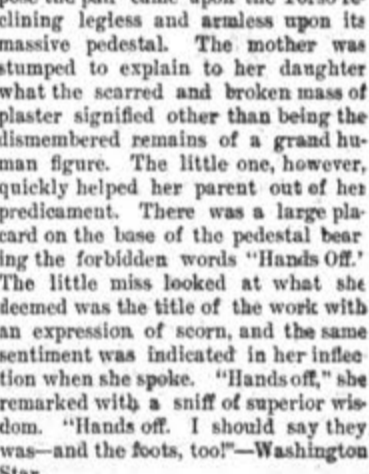 clining legless and armless upon its
massive pedestal. The mother was
stumped to explain to her daughter
what the scarred and broken mass of
plaster signified other than being the
dismembered remains of a grand hu-
man figure. The little one, however,
quickly helped her parent out of her
predicament. There was a large pla-
card on the base of the pedestal bear
ing the forbidden words "Hands Off.'
The little miss looked at what she
deemed was the title of the work with
an expression of scorn, and the same
sentiment was indicated in her inflec
tion when she spoke. "Hands off," she
remarked with a sniff of superior wis-
dom. "Hands off. I should say they
was—and the foots, too!"—Washington